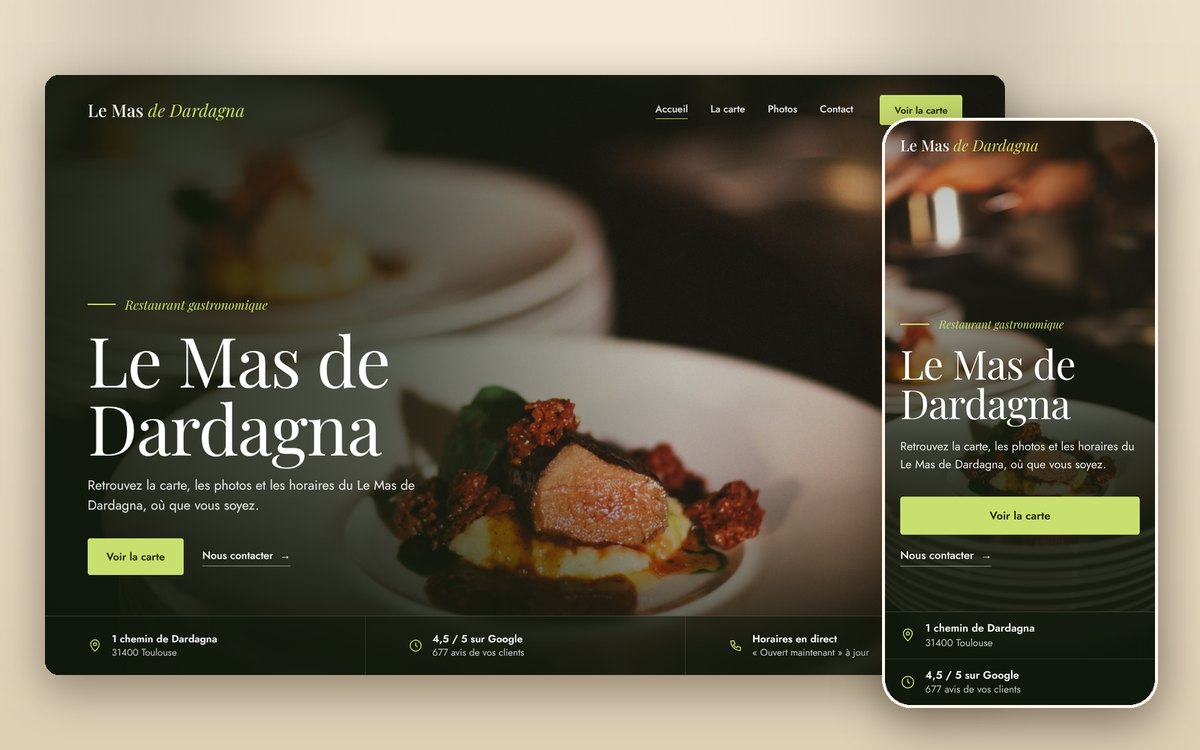 Le Mas de Dardagna
Accueil
La carte
Photos
Contact
Voir la carte
Restaurant gastronomique
Le Mas de
Dardagna
Retrouvez la carte, les photos et les horaires du Le Mas de
Dardagna, où que vous soyez.
Voir la carte
Nous contacter →
1 chemin de Dardagna
31400 Toulouse
4,5 / 5 sur Google
677 avis de vos clients
Horaires en direct
« Ouvert maintenant » à jour
Le Mas de Dardagna
Restaurant gastronomique
Le Mas de
Dardagna
Retrouvez la carte, les photos et les horaires du
Le Mas de Dardagna, où que vous soyez.
Voir la carte
Nous contacter →
1 chemin de Dardagna
31400 Toulouse
4,5 / 5 sur Google
677 avis de vos clients